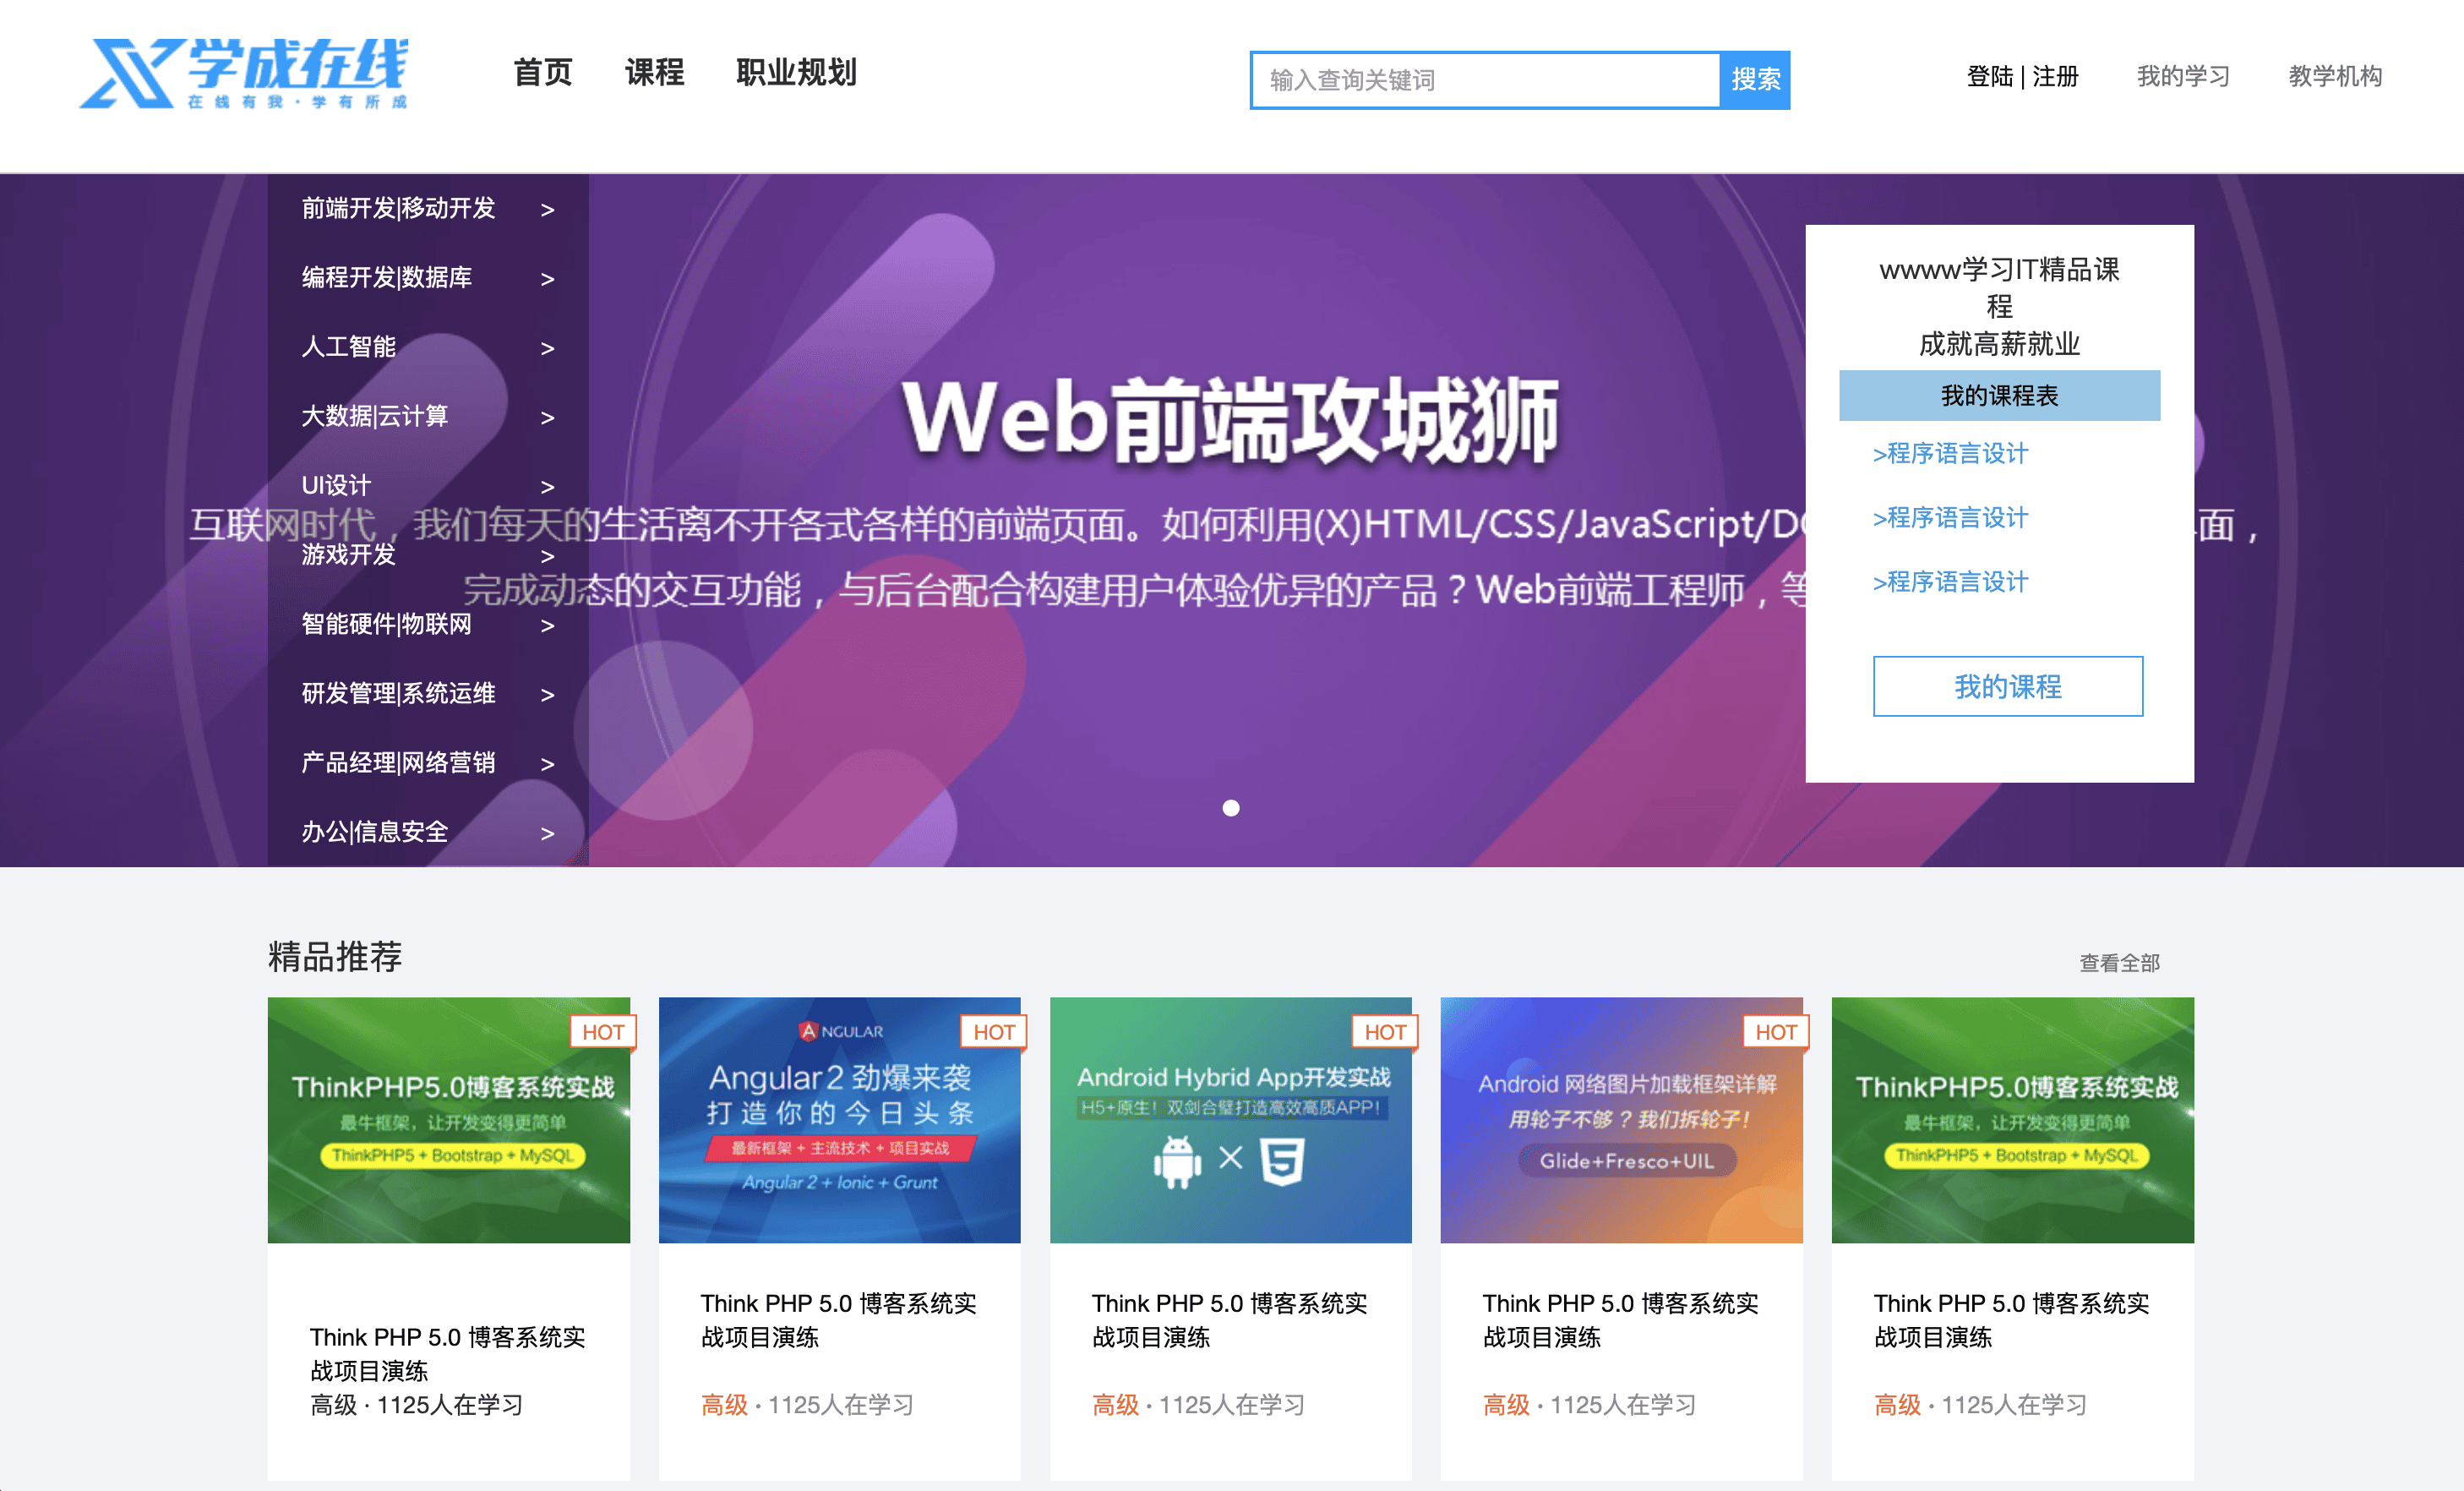 学成在线
在线有我·学有所成
首页 课程 职业规划
输入查询关键词 搜索
登陆 | 注册 我的学习 教学机构
前端开发|移动开发 >
编程开发|数据库 >
人工智能 >
大数据|云计算 >
UI设计 >
游戏开发 >
智能硬件|物联网 >
研发管理|系统运维 >
产品经理|网络营销 >
办公|信息安全 >
Web前端攻城狮
互联网时代，我们每天的生活离不开各式各样的前端页面。如何利用(X)HTML/CSS/JavaScript/D 面，
完成动态的交互功能，与后台配合构建用户体验优异的产品？Web前端工程师，等
wwww学习IT精品课
程
成就高薪就业
我的课程表
>程序语言设计
>程序语言设计
>程序语言设计
我的课程
精品推荐 查看全部
HOT
ThinkPHP5.0博客系统实战
最牛框架，让开发变得更简单
ThinkPHP5 + Bootstrap + MySQL
Think PHP 5.0 博客系统实
战项目演练
高级 · 1125人在学习
HOT
ANGULAR
Angular2 劲爆来袭
打造你的今日头条
最新框架 + 主流技术 + 项目实战
Angular 2 + Ionic + Grunt
Think PHP 5.0 博客系统实
战项目演练
高级 · 1125人在学习
HOT
Android Hybrid App开发实战
H5+原生！双剑合璧打造高效高质APP！
Think PHP 5.0 博客系统实
战项目演练
高级 · 1125人在学习
HOT
Android 网络图片加载框架详解
用轮子不够？我们拆轮子！
Glide+Fresco+UIL
Think PHP 5.0 博客系统实
战项目演练
高级 · 1125人在学习
ThinkPHP5.0博客系统实战
最牛框架，让开发变得更简单
ThinkPHP5 + Bootstrap + MySQL
Think PHP 5.0 博客系统实
战项目演练
高级 · 1125人在学习